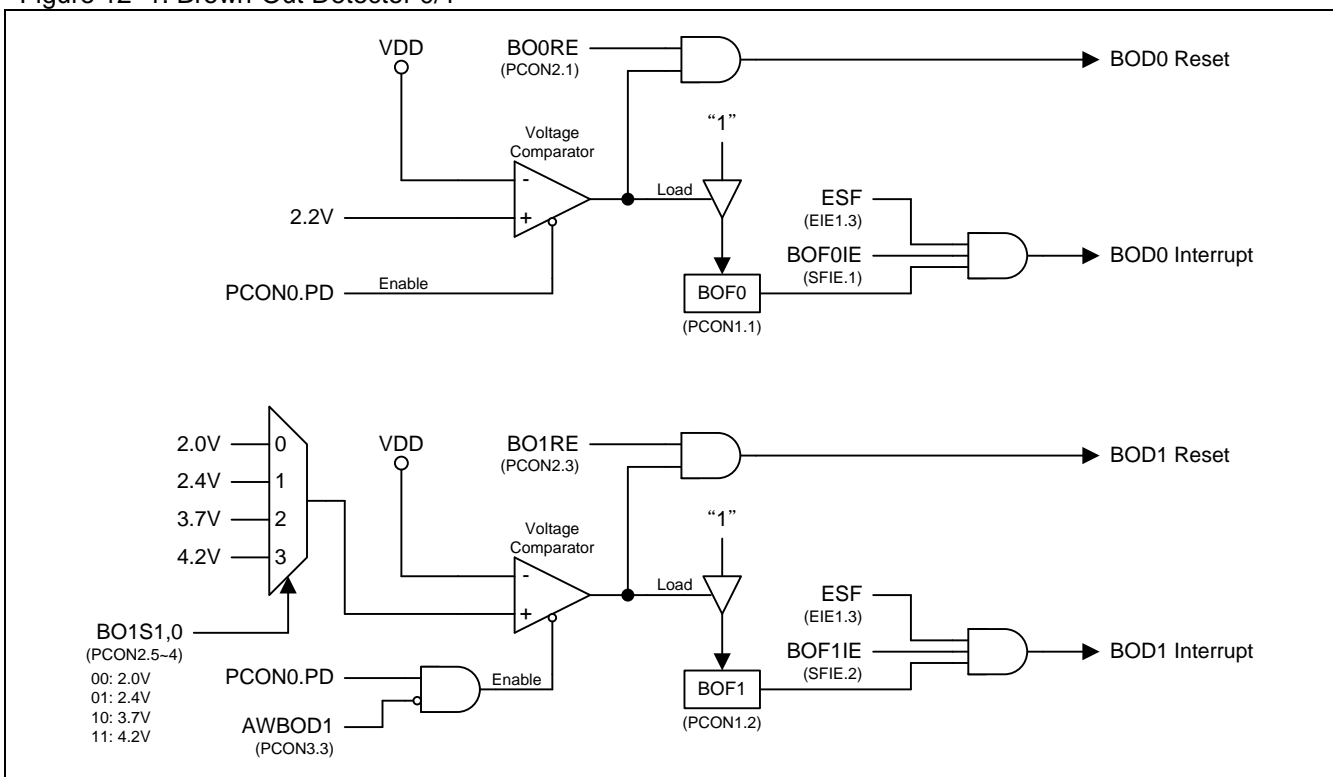 Figure 12–1. Brown-Out Detector 0/1
VDD
BO0RE
(PCON2.1)
BOD0 Reset
Voltage
Comparator
“1”
-
+
Load
2.2V
PCON0.PD
Enable
ESF
(EIE1.3)
BOF0IE
(SFIE.1)
BOD0 Interrupt
BOF0
(PCON1.1)
2.0V
2.4V
3.7V
4.2V
0
1
2
3
VDD
BO1RE
(PCON2.3)
BOD1 Reset
Voltage
Comparator
“1”
-
+
Load
BO1S1,0
(PCON2.5~4)
00: 2.0V
01: 2.4V
10: 3.7V
11: 4.2V
PCON0.PD
Enable
AWBOD1
(PCON3.3)
ESF
(EIE1.3)
BOF1IE
(SFIE.2)
BOD1 Interrupt
BOF1
(PCON1.2)